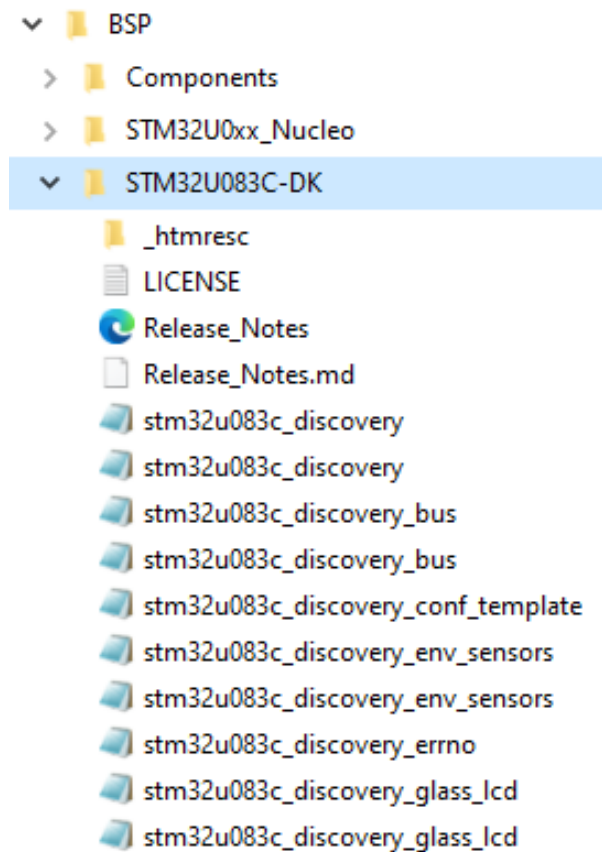 BSP
Components
STM32U0xx_Nucleo
STM32U083C-DK
_htmresc
LICENSE
Release_Notes
Release_Notes.md
stm32u083c_discovery
stm32u083c_discovery
stm32u083c_discovery_bus
stm32u083c_discovery_bus
stm32u083c_discovery_conf_template
stm32u083c_discovery_env_sensors
stm32u083c_discovery_env_sensors
stm32u083c_discovery_errno
stm32u083c_discovery_glass_lcd
stm32u083c_discovery_glass_lcd